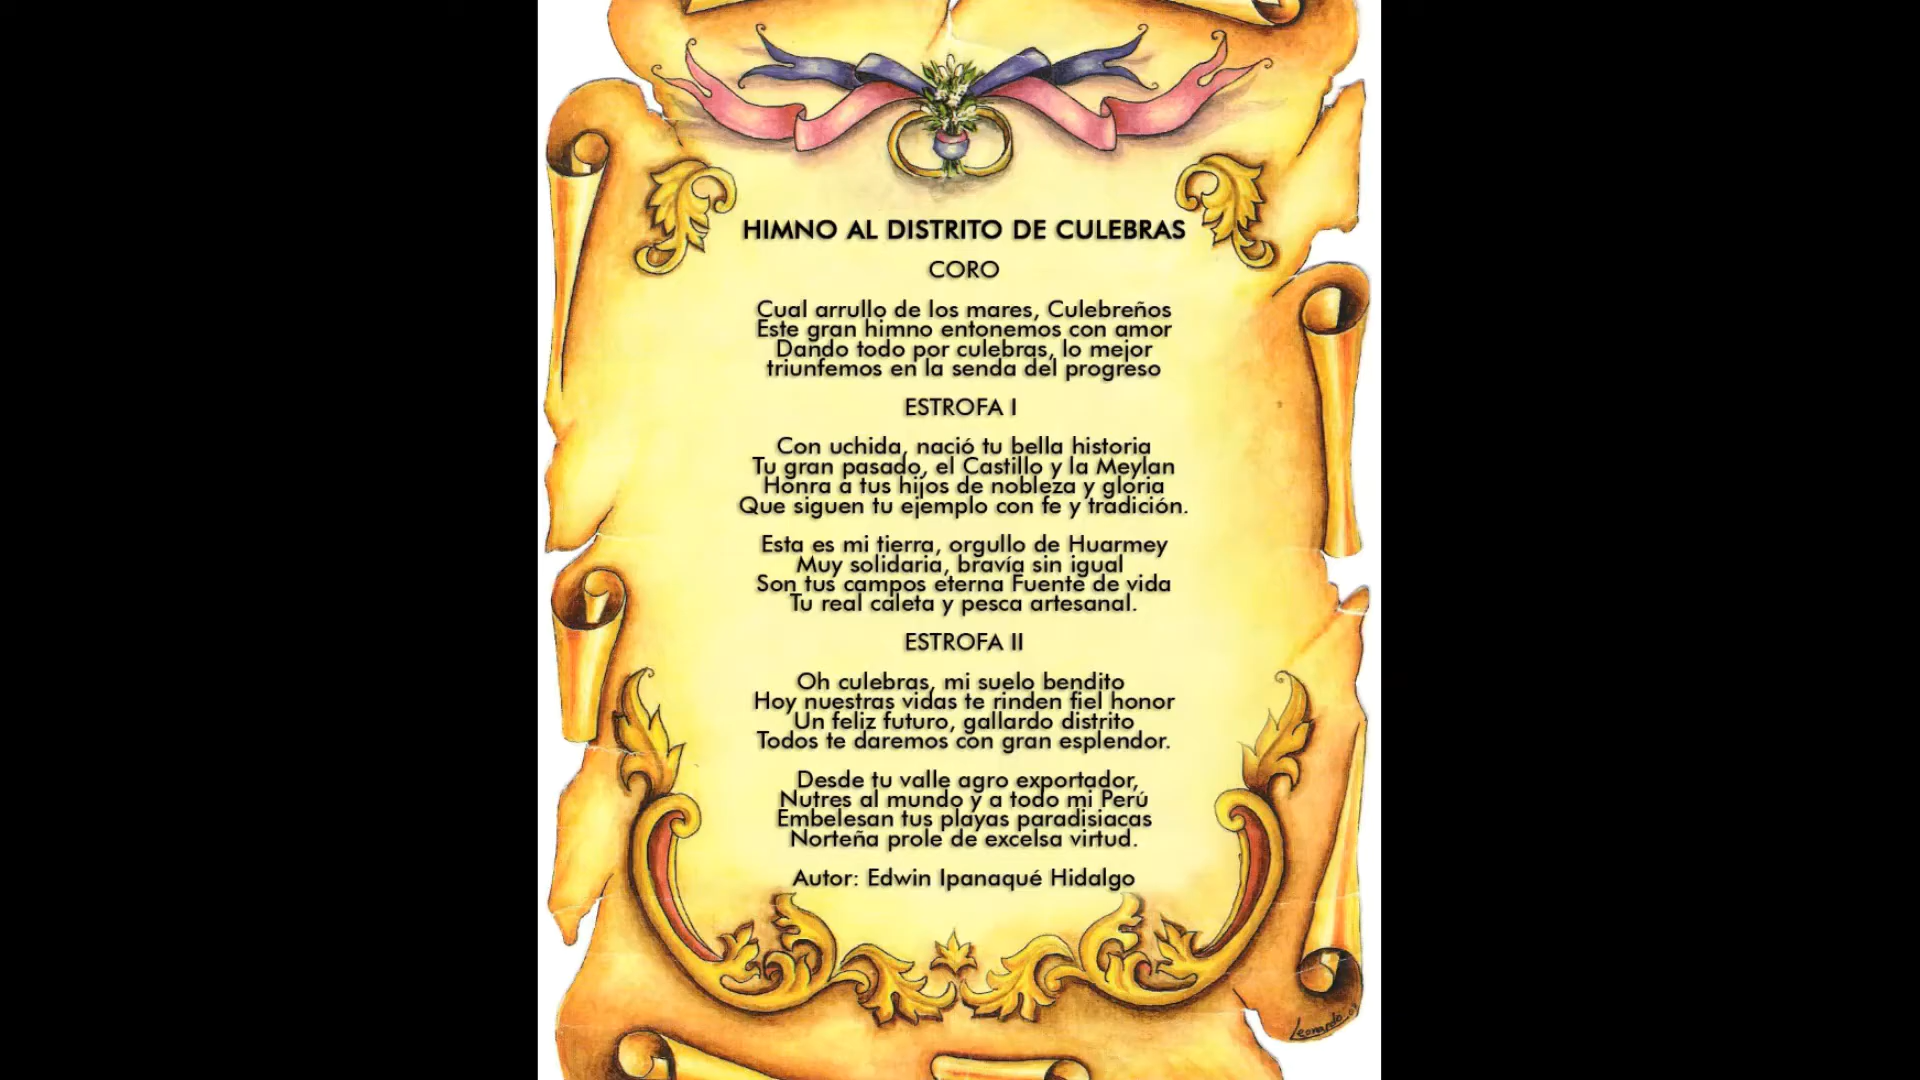 HIMNO AL DISTRITO DE CULEBRAS
CORO
Cual arrullo de los mares, Culebreños
Este gran himno entonemos con amor
Dando todo por culebras, lo mejor
triunfemos en la senda del progreso
ESTROFA I
Con uchida, nació tu bella historia
Tu gran pasado, el Castillo y la Meylan
Honra a tus hijos de nobleza y gloria
Que siguen tu ejemplo con fe y tradición.
Esta es mi tierra, orgullo de Huarmey
Muy solidaria, bravía sin igual
Son tus campos eterna Fuente de vida
Tu real caleta y pesca artesanal.
ESTROFA II
Oh culebras, mi suelo bendito
Hoy nuestras vidas te rinden fiel honor
Un feliz futuro, gallardo distrito
Todos te daremos con gran esplendor.
Desde tu valle agro exportador,
Nutres al mundo y a todo mi Perú
Embelesan tus playas paradisiacas
Norteña prole de excelsa virtud.
Autor: Edwin Ipanaqué Hidalgo
Leonardo